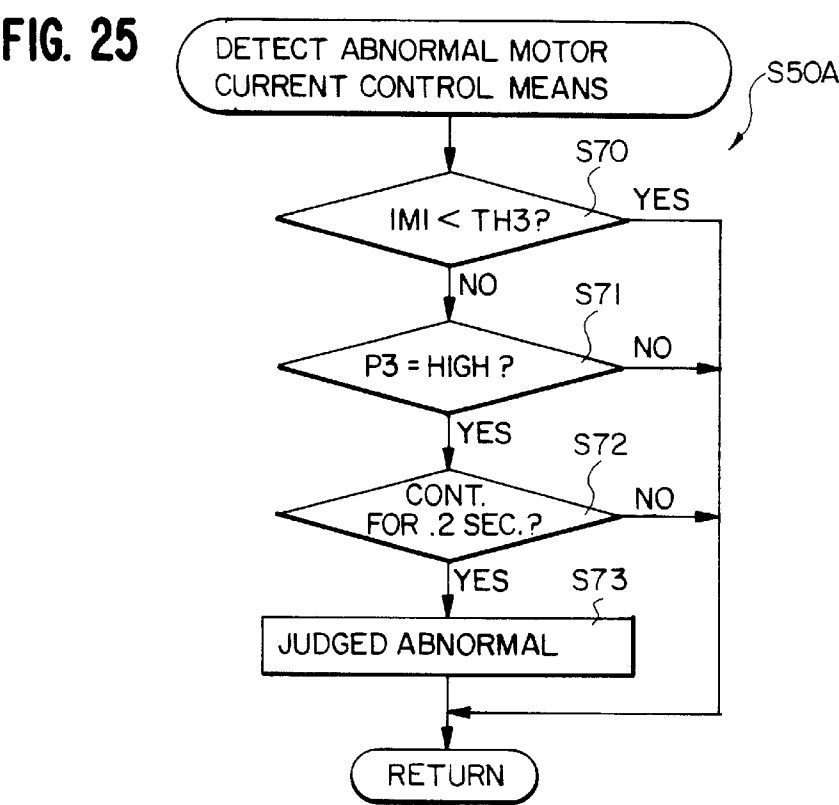 FIG. 25
DETECT ABNORMAL MOTOR
CURRENT CONTROL MEANS
S50A
S70
IMI < TH3?
YES
NO
S71
P3 = HIGH ?
NO
YES
S72
CONT.
FOR .2 SEC.?
NO
YES
S73
JUDGED ABNORMAL
RETURN